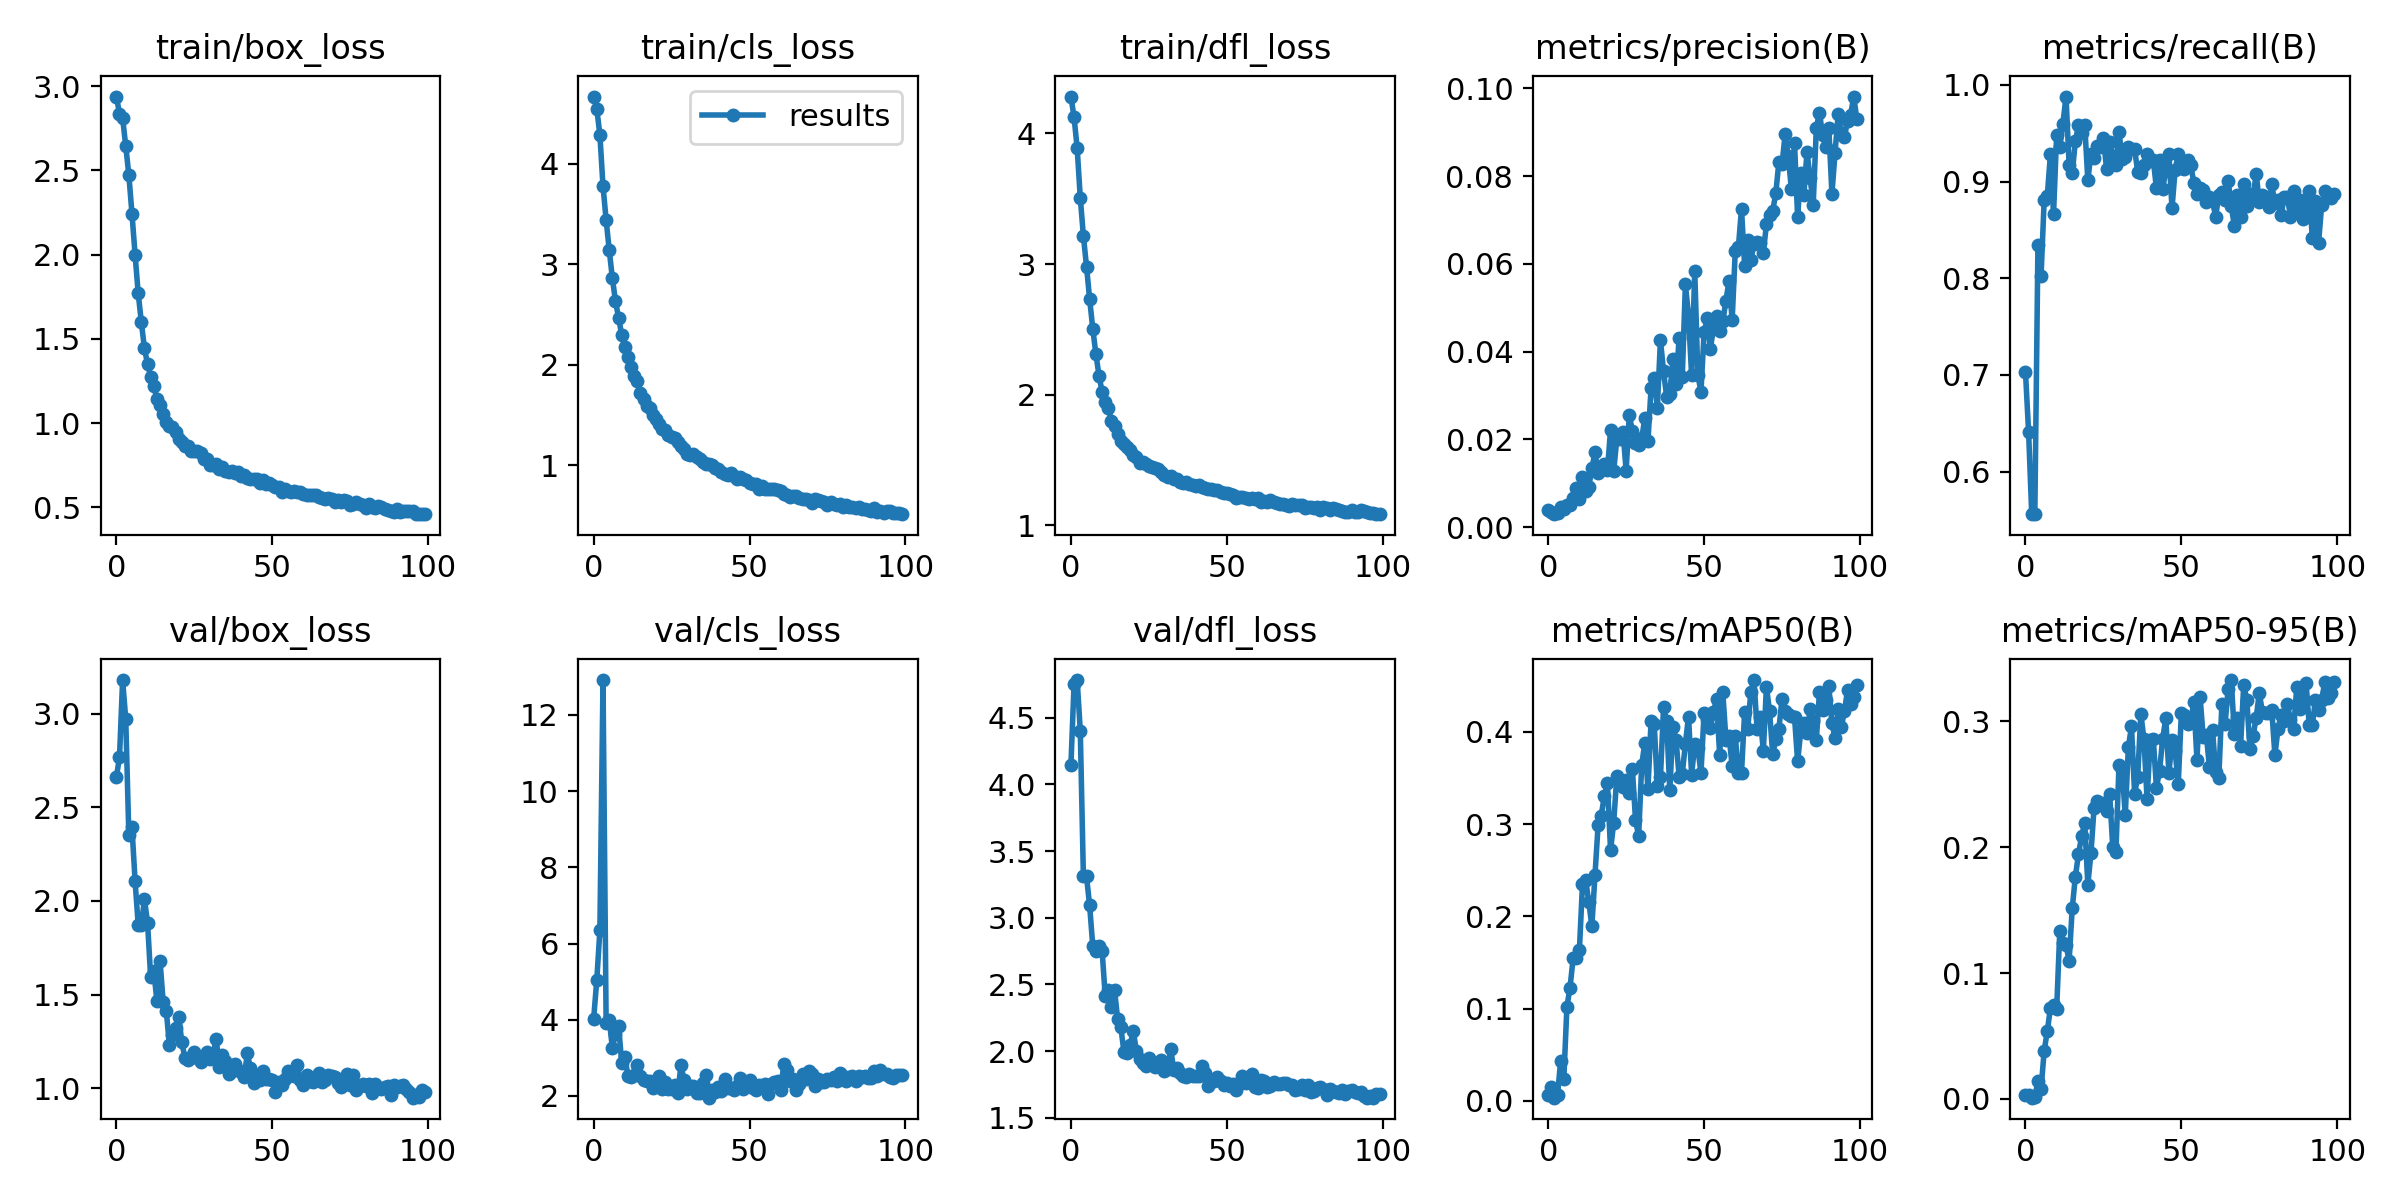 train/box_loss
3.0
2.5
2.0
1.5
1.0
0.5
0 50 100
train/cls_loss
results
4
3
2
1
0 50 100
train/dfl_loss
4
3
2
1
0 50 100
metrics/precision(B)
0.10
0.08
0.06
0.04
0.02
0.00
0 50 100
metrics/recall(B)
1.0
0.9
0.8
0.7
0.6
0 50 100
val/box_loss
3.0
2.5
2.0
1.5
1.0
0 50 100
val/cls_loss
12
10
8
6
4
2
0 50 100
val/dfl_loss
4.5
4.0
3.5
3.0
2.5
2.0
1.5
0 50 100
metrics/mAP50(B)
0.4
0.3
0.2
0.1
0.0
0 50 100
metrics/mAP50-95(B)
0.3
0.2
0.1
0.0
0 50 100